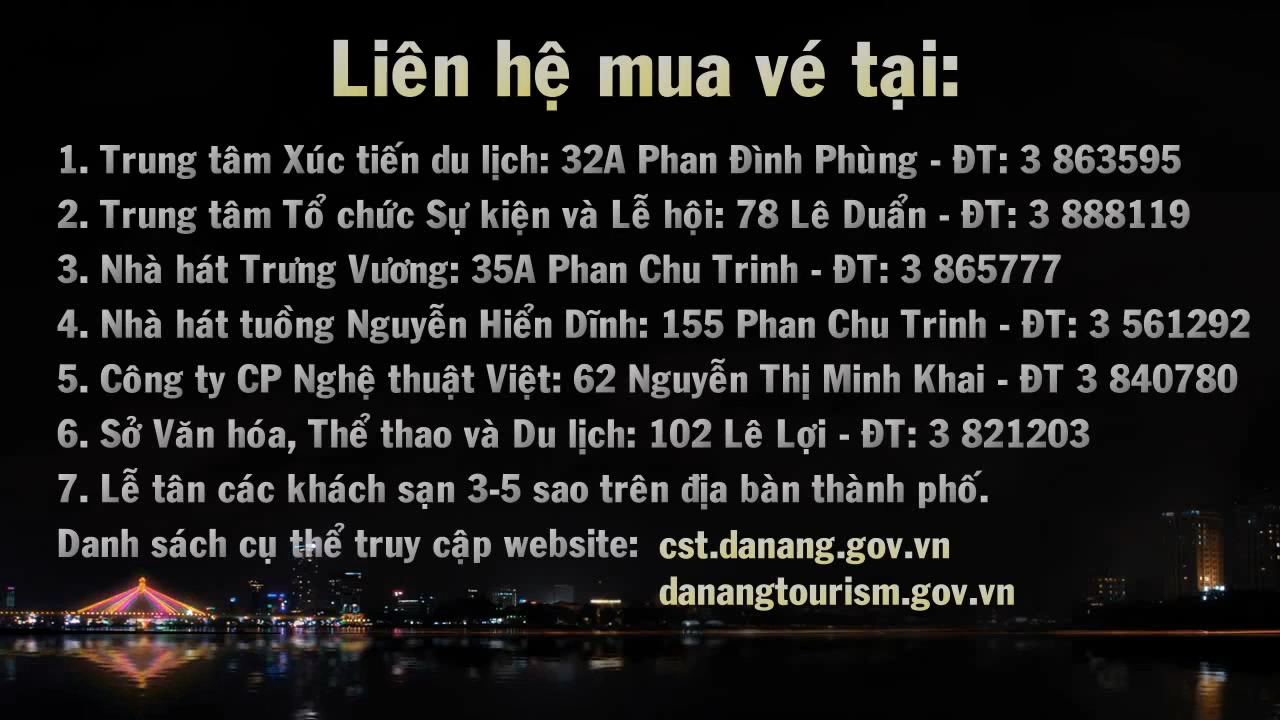 Liên hệ mua vé tại:
1. Trung tâm Xúc tiến du lịch: 32A Phan Đình Phùng - ĐT: 3 863595
2. Trung tâm Tổ chức Sự kiện và Lễ hội: 78 Lê Duẩn - ĐT: 3 888119
3. Nhà hát Trưng Vương: 35A Phan Chu Trinh - ĐT: 3 865777
4. Nhà hát tuồng Nguyễn Hiển Dĩnh: 155 Phan Chu Trinh - ĐT: 3 561292
5. Công ty CP Nghệ thuật Việt: 62 Nguyễn Thị Minh Khai - ĐT 3 840780
6. Sở Văn hóa, Thể thao và Du lịch: 102 Lê Lợi - ĐT: 3 821203
7. Lễ tân các khách sạn 3-5 sao trên địa bàn thành phố.
Danh sách cụ thể truy cập website: cst.danang.gov.vn
danangtourism.gov.vn